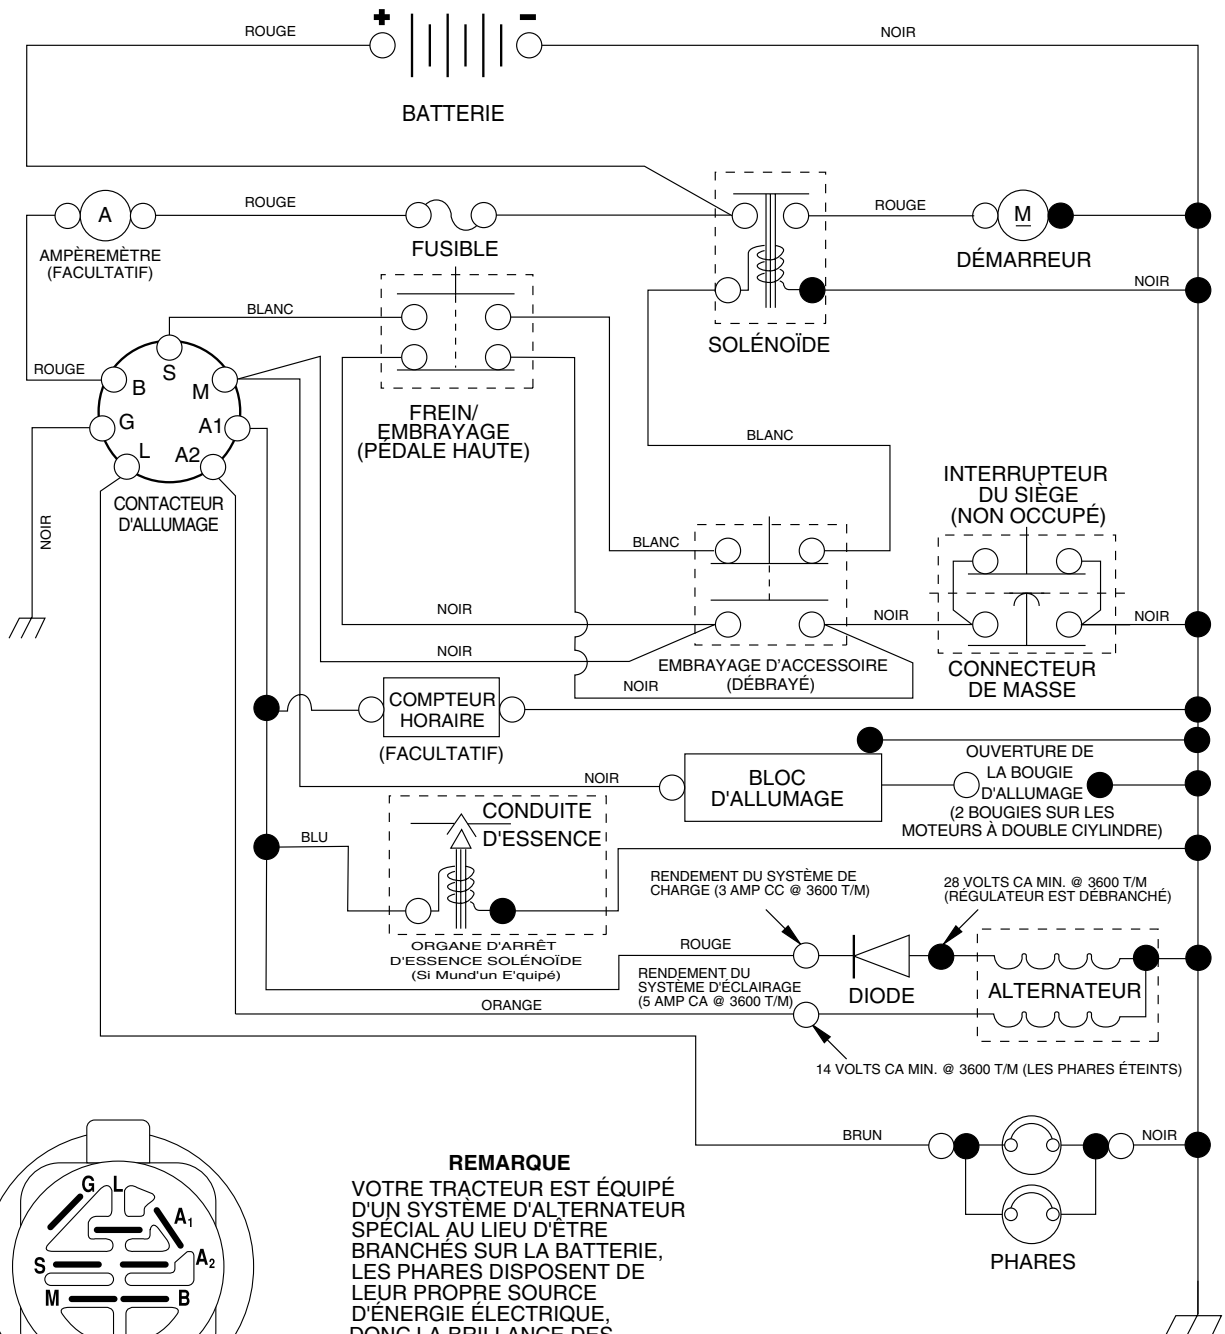 + -
ROUGE
NOIR
BATTERIE
ROUGE
ROUGE
A
M
AMPÈREMÈTRE
(FACULTATIF)
FUSIBLE
DÉMARREUR
NOIR
SOLÉNOÏDE
BLANC
ROUGE
S
B
M
G
A1
L
A2
CONTACTEUR
D'ALLUMAGE
NOIR
FREIN/
EMBRAYAGE
(PÉDALE HAUTE)
BLANC
INTERRUPTEUR
DU SIÈGE
(NON OCCUPÉ)
BLANC
NOIR
NOIR
NOIR
NOIR
NOIR
EMBRAYAGE D'ACCESSOIRE
(DÉBRAYÉ)
CONNECTEUR
DE MASSE
COMPTEUR
HORAIRE
(FACULTATIF)
NOIR
BLOC
D'ALLUMAGE
OUVERTURE DE
LA BOUGIE
D'ALLUMAGE
(2 BOUGIES SUR LES
MOTEURS À DOUBLE CIYLINDRE)
BLU
CONDUITE
D'ESSENCE
ORGANE D'ARRÊT
D'ESSENCE SOLÉNOÏDE
(Si Mund'un E'quipé)
RENDEMENT DU SYSTÈME DE
CHARGE (3 AMP CC @ 3600 T/M)
28 VOLTS CA MIN. @ 3600 T/M
(RÉGULATEUR EST DÉBRANCHÉ)
ROUGE
RENDEMENT DU
SYSTÈME D'ÉCLAIRAGE
(5 AMP CA @ 3600 T/M)
DIODE
ALTERNATEUR
ORANGE
14 VOLTS CA MIN. @ 3600 T/M (LES PHARES ÉTEINTS)
BRUN
NOIR
PHARES
G L
A1
S
A2
M
B
REMARQUE
VOTRE TRACTEUR EST ÉQUIPÉ
D'UN SYSTÈME D'ALTERNATEUR
SPÉCIAL AU LIEU D'ÊTRE
BRANCHÉS SUR LA BATTERIE,
LES PHARES DISPOSENT DE
LEUR PROPRE SOURCE
D'ÉNERGIE ÉLECTRIQUE,
DONC LA BRILLANCE DES